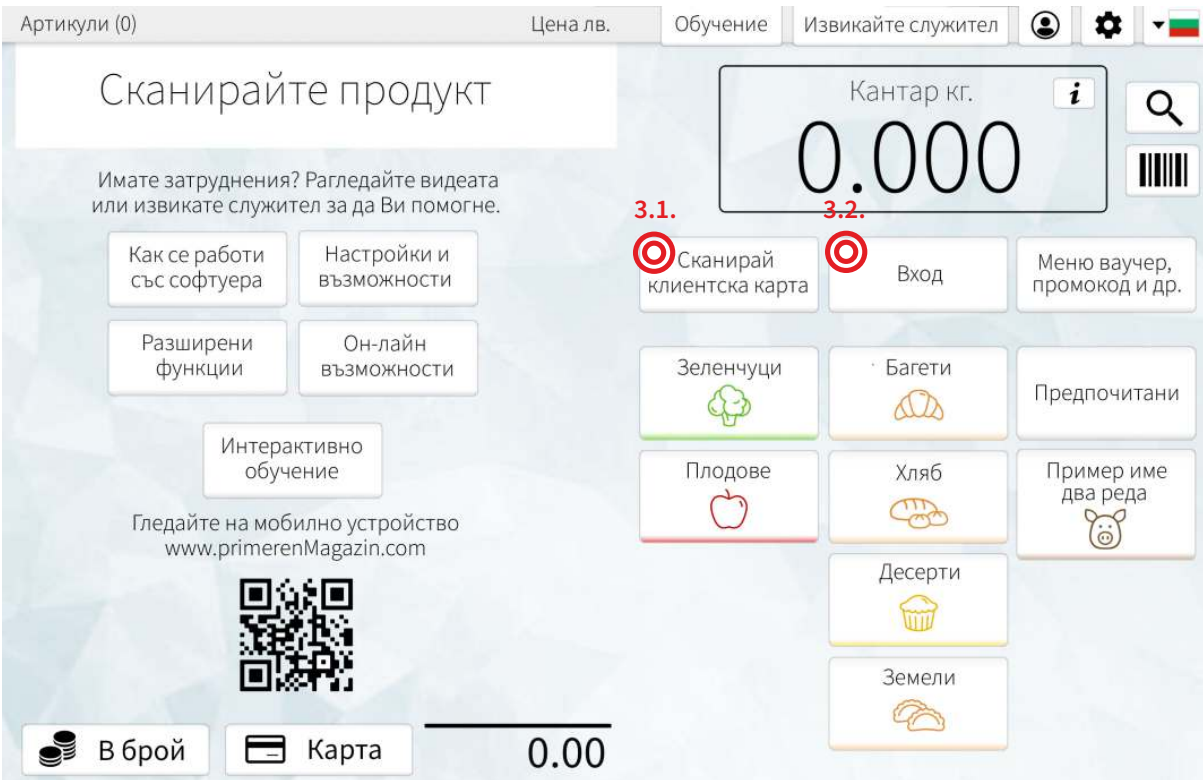 Артикули (0)
Цена лв.
Обучение
Извикайте служител
Сканирайте продукт
Имате затруднения? Рагледайте видеата
или извикате служител за да Ви помогне.
Как се работи
със софтуера
Настройки и
възможности
Разширени
функции
Он-лайн
възможности
Интерактивно
обучение
Гледайте на мобилно устройство
www.primerenMagazin.com
В брой
Карта
0.00
Кантар кг.
i
0.000
3.1.
3.2.
Сканирай
клиентска карта
Вход
Меню ваучер,
промокод и др.
Зеленчуци
Багети
Предпочитани
Плодове
Хляб
Пример име
два реда
Десерти
Земели